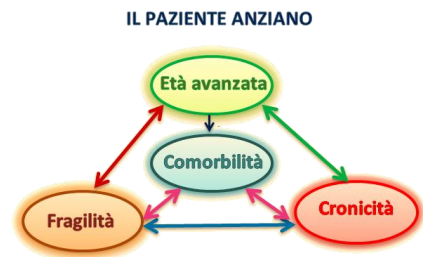 IL PAZIENTE ANZIANO
Età avanzata
Comorbilità
Fragilità
Cronicità